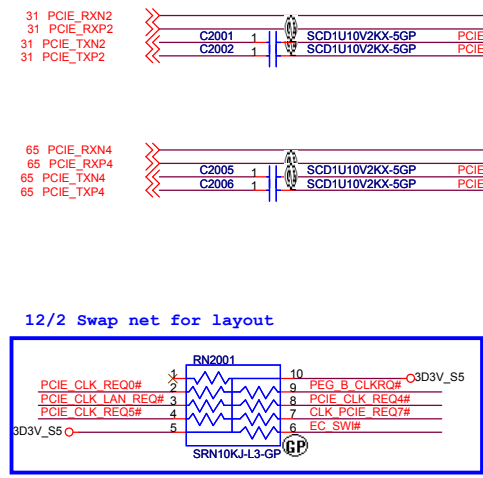 31 PCIE_RXN2
31 PCIE_RXP2
31 PCIE_TXN2 C2001 1 SCD1U10V2KX-5GP PCIE
31 PCIE_TXP2 C2002 1 SCD1U10V2KX-5GP PCIE
65 PCIE_RXN4
65 PCIE_RXP4
65 PCIE_TXN4 C2005 1 SCD1U10V2KX-5GP PCIE
65 PCIE_TXP4 C2006 1 SCD1U10V2KX-5GP PCIE
12/2 Swap net for layout
RN2001
1 10 3D3V_S5
PCIE_CLK_REQ0# 2 9 PEG_B_CLKRQ#
PCIE_CLK_LAN_REQ# 3 8 PCIE_CLK_REQ4#
PCIE_CLK_REQ5# 4 7 CLK_PCIE_REQ7#
3D3V_S5 5 6 EC_SWI#
SRN10KJ-L3-GP GP